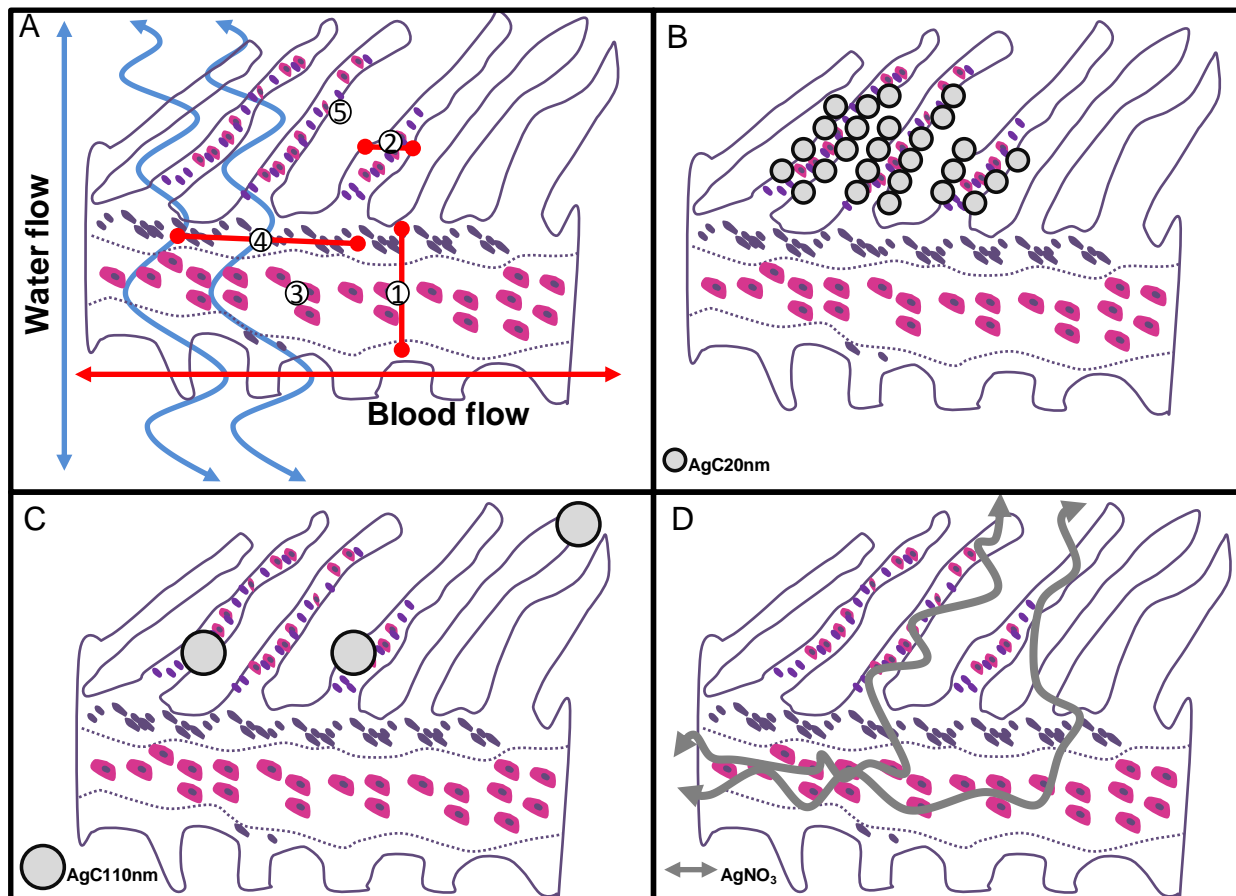 A
Water flow
⑤
②
④
③
①
Blood flow
B
AgC20nm
C
AgC110nm
D
AgNO₃